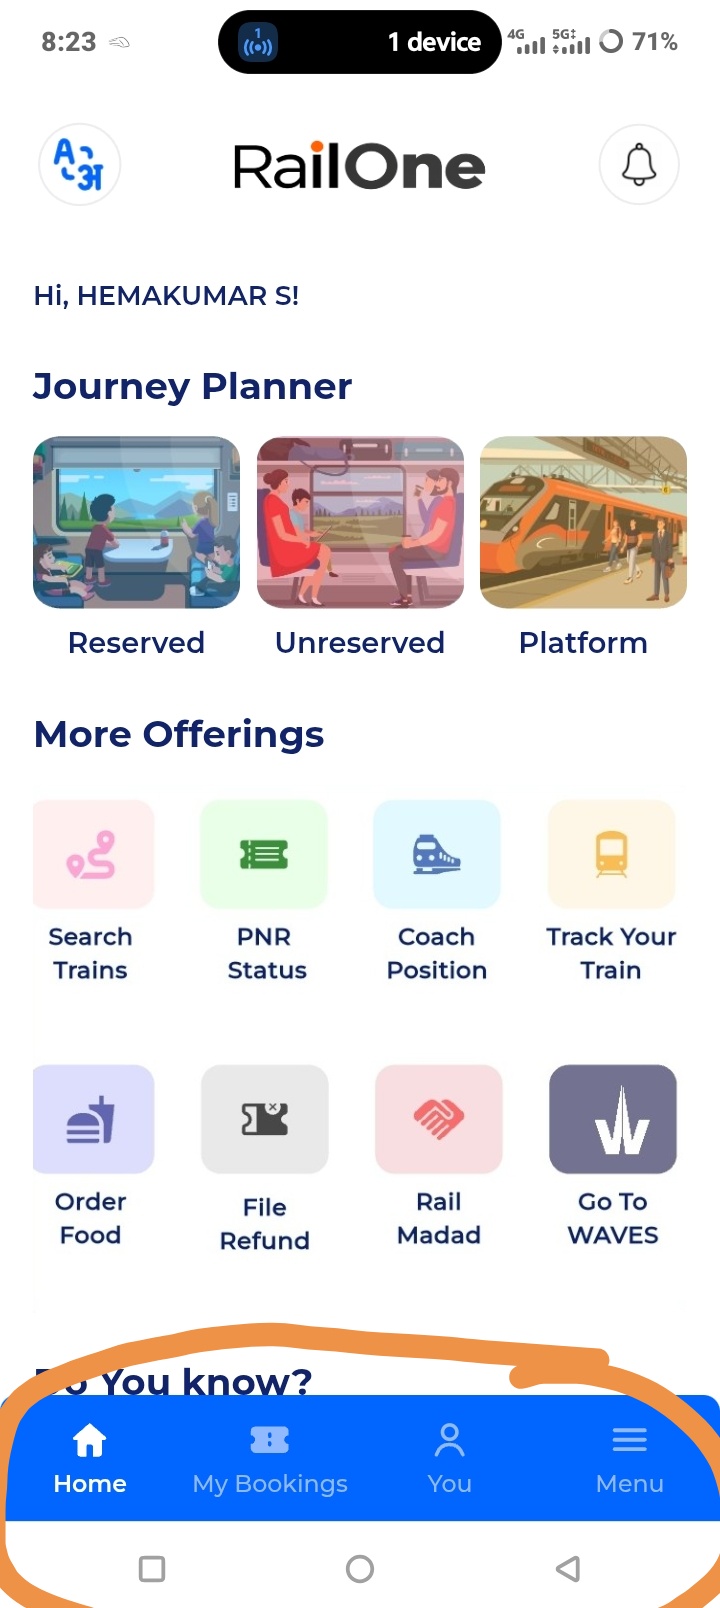 8:23
1
1 device
4G 5G 71%
A अ
RailOne
Hi, HEMAKUMAR S!
Journey Planner
Reserved Unreserved Platform
More Offerings
Search PNR Coach Track Your
Trains Status Position Train
Order File Rail Go To
Food Refund Madad WAVES
Do You know?
Home My Bookings You Menu